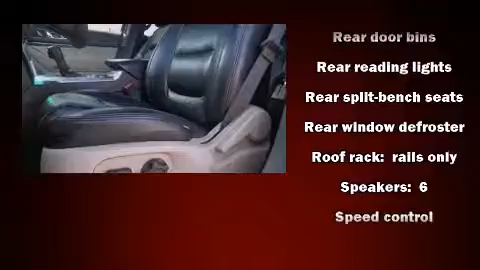 Rear door bins
Rear reading lights
Rear split-bench seats
Rear window defroster
Roof rack:  rails only
Speakers:  6
Speed control